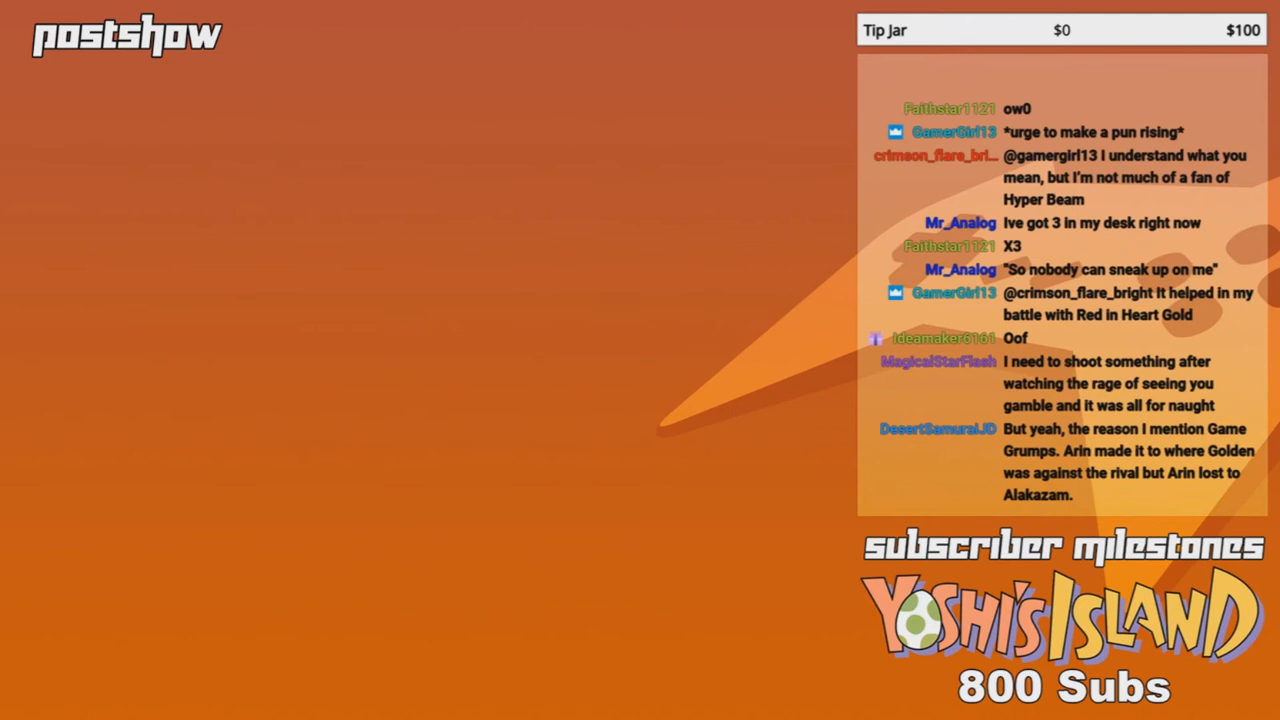 postshow
Tip Jar $0 $100
Faithstar1121 ow0
GamerGirl13 *urge to make a pun rising*
crimson_flare_bri... @gamergirl13 I understand what you
mean, but I'm not much of a fan of
Hyper Beam
Mr_Analog Ive got 3 in my desk right now
Faithstar1121 X3
Mr_Analog "So nobody can sneak up on me"
GamerGirl13 @crimson_flare_bright It helped in my
battle with Red in Heart Gold
ideamaker6161 Oof
MagicalStarFlash I need to shoot something after
watching the rage of seeing you
gamble and it was all for naught
DesertSamuraiJD But yeah, the reason I mention Game
Grumps. Arin made it to where Golden
was against the rival but Arin lost to
Alakazam.
subscriber milestones
YOSHI'S ISLAND
800 Subs